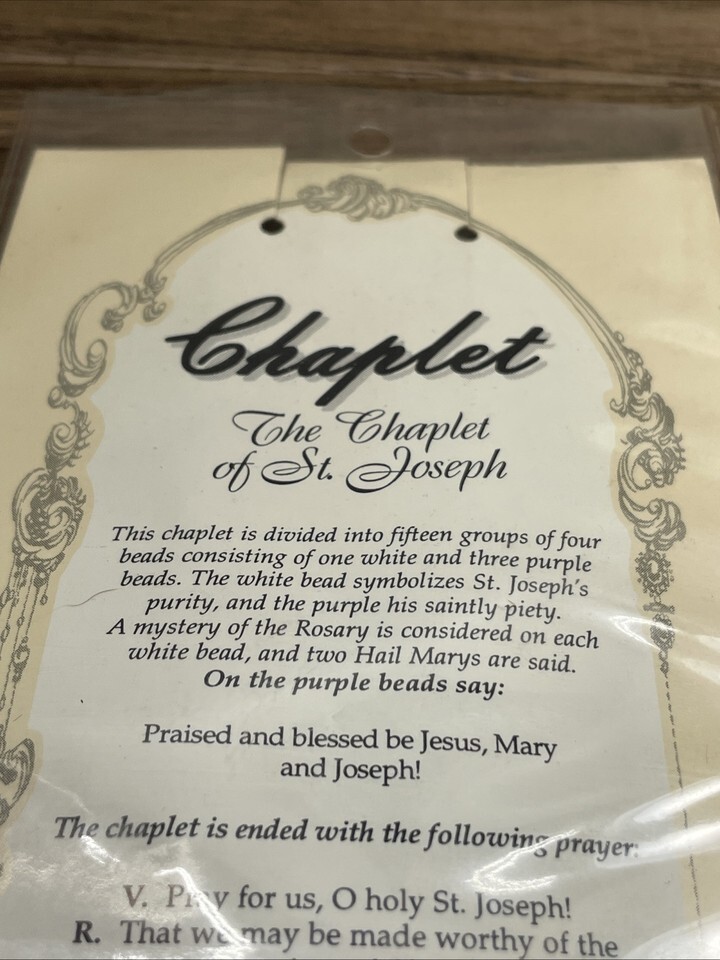 Chaplet
The Chaplet
of St. Joseph
This chaplet is divided into fifteen groups of four
beads consisting of one white and three purple
beads. The white bead symbolizes St. Joseph's
purity, and the purple his saintly piety.
A mystery of the Rosary is considered on each
white bead, and two Hail Marys are said.
On the purple beads say:
Praised and blessed be Jesus, Mary
and Joseph!
The chaplet is ended with the following prayer:
V. Pray for us, O holy St. Joseph!
R. That we may be made worthy of the